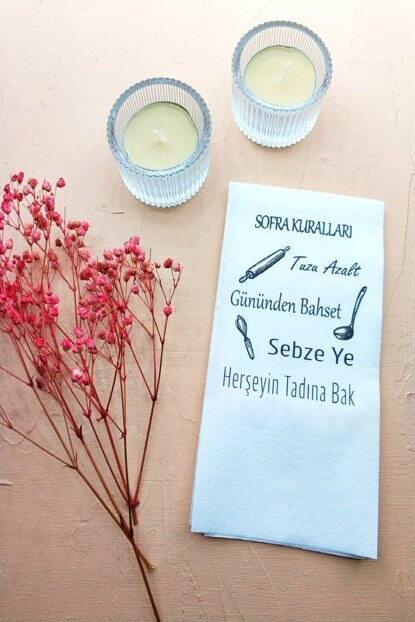 SOFRA KURALLARI
Tuzu Azalt
Gününden Bahset
Sebze Ye
Herşeyin Tadına Bak